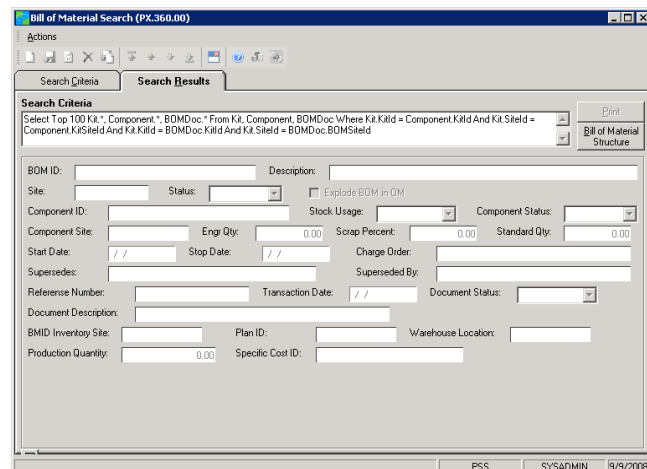 Bill of Material Search (PX.360.00)
Actions
Search Criteria Search Results
Search Criteria
Select Top 100 Kit.*, Component.*, BOMDoc.* From Kit, Component, BOMDoc Where Kit.KitId = Component.KitId And Kit.SiteId =
Component.KitSiteId And Kit.KitId = BOMDoc.KitId And Kit.SiteId = BOMDoc.BOMSiteId
Print
Bill of Material
Structure
BOM ID: Description:
Site: Status: Explode BOM in OM
Component ID: Stock Usage: Component Status:
Component Site: Engr Qty: 0.00 Scrap Percent: 0.00 Standard Qty: 0.00
Start Date: / / Stop Date: / / Charge Order:
Supersedes: Superseded By:
Reference Number: Transaction Date: / / Document Status:
Document Description:
BMID Inventory Site: Plan ID: Warehouse Location:
Production Quantity: 0.00 Specific Cost ID:
PSS SYSADMIN 9/9/2008